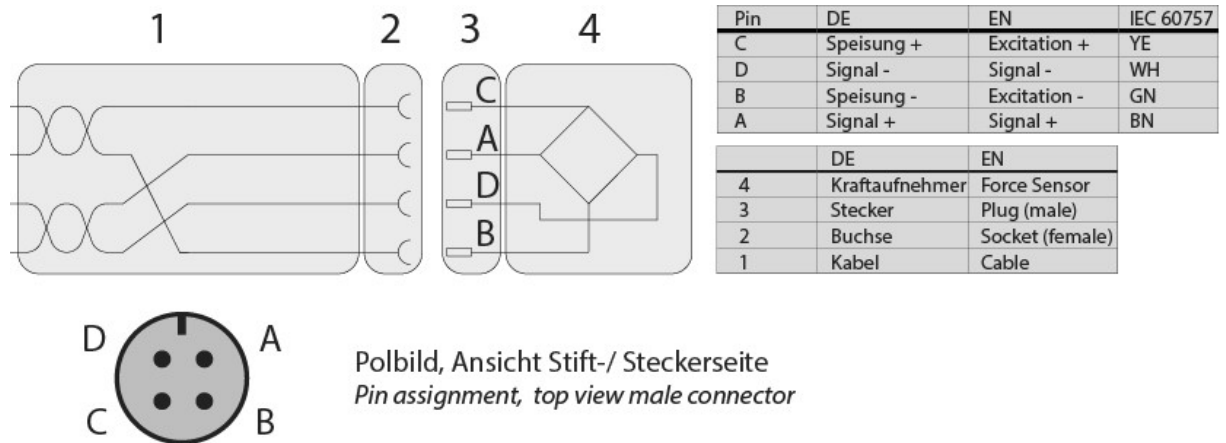 1 2 3 4
C
A
D
B
Pin DE EN IEC 60757
C Speisung + Excitation + YE
D Signal - Signal - WH
B Speisung - Excitation - GN
A Signal + Signal + BN
DE EN
4 Kraftaufnehmer Force Sensor
3 Stecker Plug (male)
2 Buchse Socket (female)
1 Kabel Cable
D A
C B
Polbild, Ansicht Stift-/ Steckerseite
Pin assignment, top view male connector